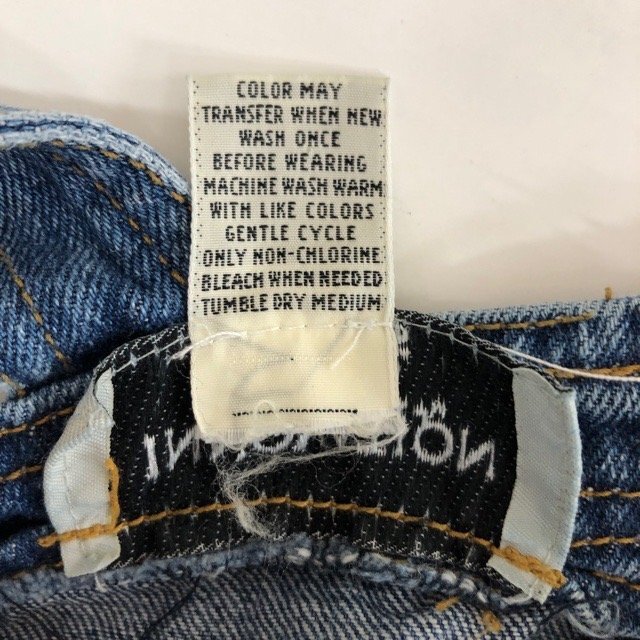 COLOR MAY
TRANSFER WHEN NEW
WASH ONCE
BEFORE WEARING
MACHINE WASH WARM
WITH LIKE COLORS
GENTLE CYCLE
ONLY NON-CHLORINE
BLEACH WHEN NEEDED
TUMBLE DRY MEDIUM